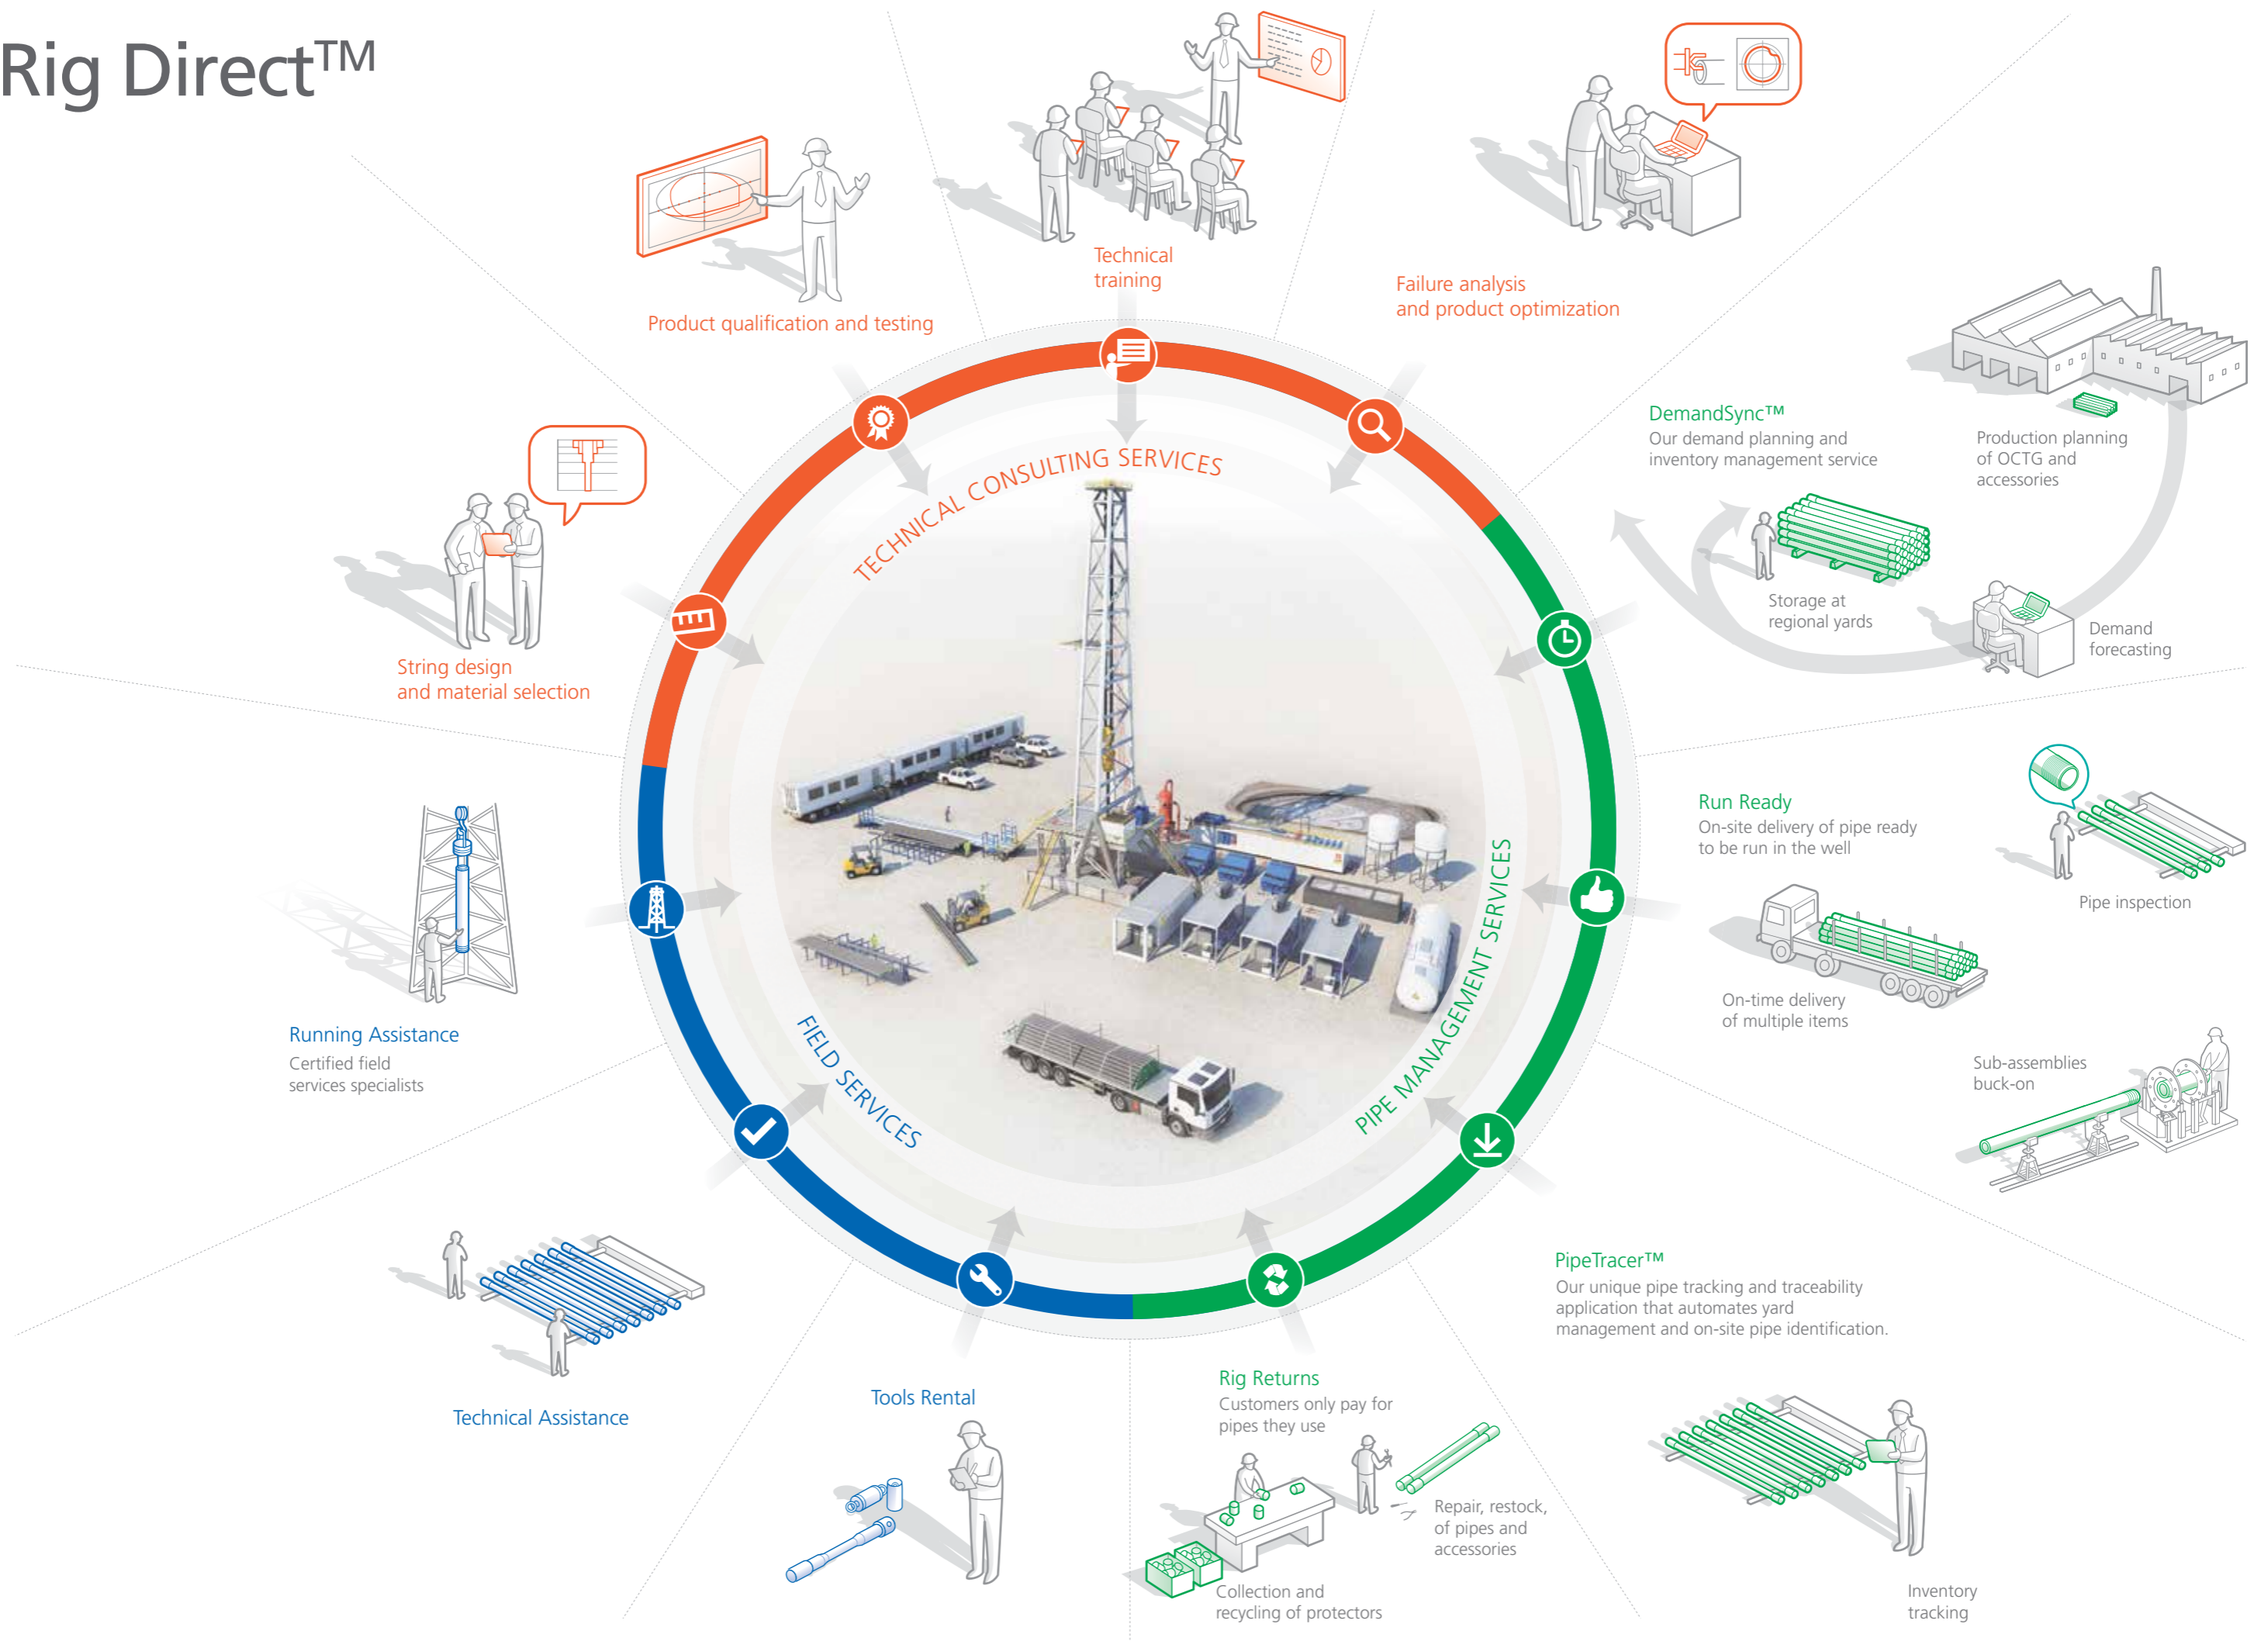 Rig Direct™
Technical
training
Product qualification and testing
Failure analysis
and product optimization
String design
and material selection
TECHNICAL CONSULTING SERVICES
DemandSync™
Our demand planning and
inventory management service
Production planning
of OCTG and
accessories
Storage at
regional yards
Demand
forecasting
Run Ready
On-site delivery of pipe ready
to be run in the well
Pipe inspection
On-time delivery
of multiple items
Sub-assemblies
buck-on
PIPE MANAGEMENT SERVICES
PipeTracer™
Our unique pipe tracking and traceability
application that automates yard
management and on-site pipe identification.
Inventory
tracking
Rig Returns
Customers only pay for
pipes they use
Repair, restock,
of pipes and
accessories
Collection and
recycling of protectors
FIELD SERVICES
Running Assistance
Certified field
services specialists
Technical Assistance
Tools Rental